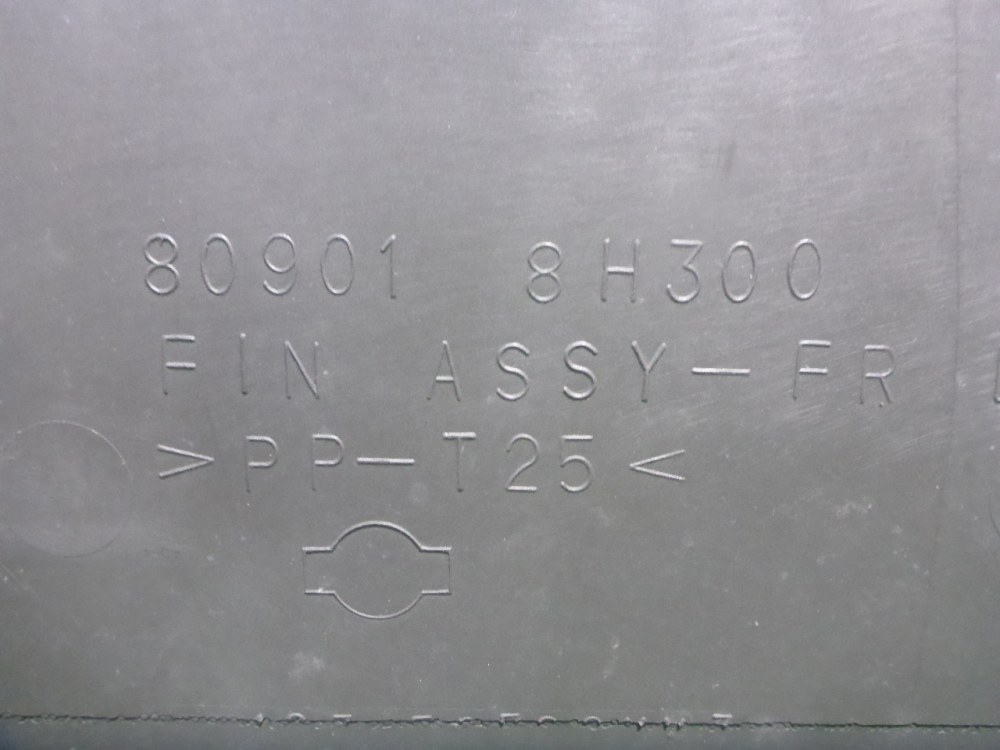 80901 8H300
FIN ASSY-FR
>PP-T25<